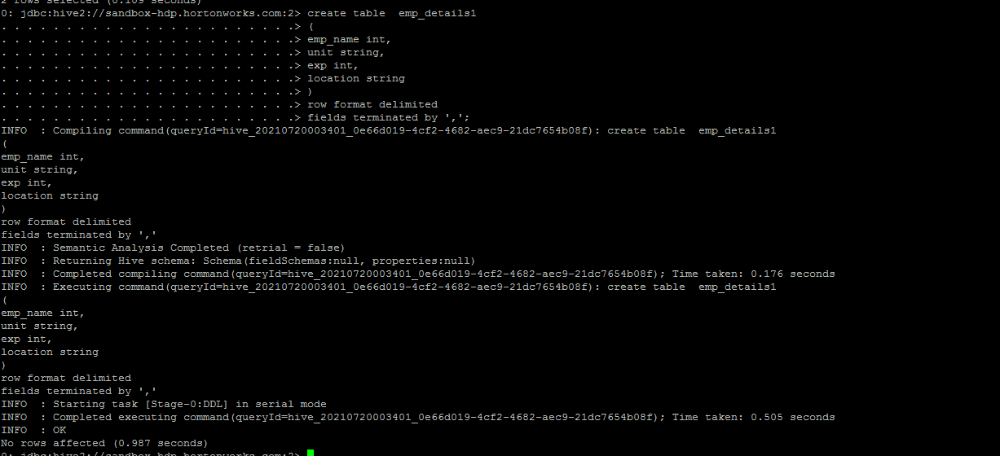 2 rows selected (0.109 seconds)
0: jdbc:hive2://sandbox-hdp.hortonworks.com:2> create table  emp_details1
. . . . . . . . . . . . . . . . . . . . . . .> (
. . . . . . . . . . . . . . . . . . . . . . .> emp_name int,
. . . . . . . . . . . . . . . . . . . . . . .> unit string,
. . . . . . . . . . . . . . . . . . . . . . .> exp int,
. . . . . . . . . . . . . . . . . . . . . . .> location string
. . . . . . . . . . . . . . . . . . . . . . .> )
. . . . . . . . . . . . . . . . . . . . . . .> row format delimited
. . . . . . . . . . . . . . . . . . . . . . .> fields terminated by ',';
INFO  : Compiling command(queryId=hive_20210720003401_0e66d019-4cf2-4682-aec9-21dc7654b08f): create table  emp_details1
(
emp_name int,
unit string,
exp int,
location string
)
row format delimited
fields terminated by ','
INFO  : Semantic Analysis Completed (retrial = false)
INFO  : Returning Hive schema: Schema(fieldSchemas:null, properties:null)
INFO  : Completed compiling command(queryId=hive_20210720003401_0e66d019-4cf2-4682-aec9-21dc7654b08f); Time taken: 0.176 seconds
INFO  : Executing command(queryId=hive_20210720003401_0e66d019-4cf2-4682-aec9-21dc7654b08f): create table  emp_details1
(
emp_name int,
unit string,
exp int,
location string
)
row format delimited
fields terminated by ','
INFO  : Starting task [Stage-0:DDL] in serial mode
INFO  : Completed executing command(queryId=hive_20210720003401_0e66d019-4cf2-4682-aec9-21dc7654b08f); Time taken: 0.505 seconds
INFO  : OK
No rows affected (0.987 seconds)
0: jdbc:hive2://sandbox-hdp.hortonworks.com:2>